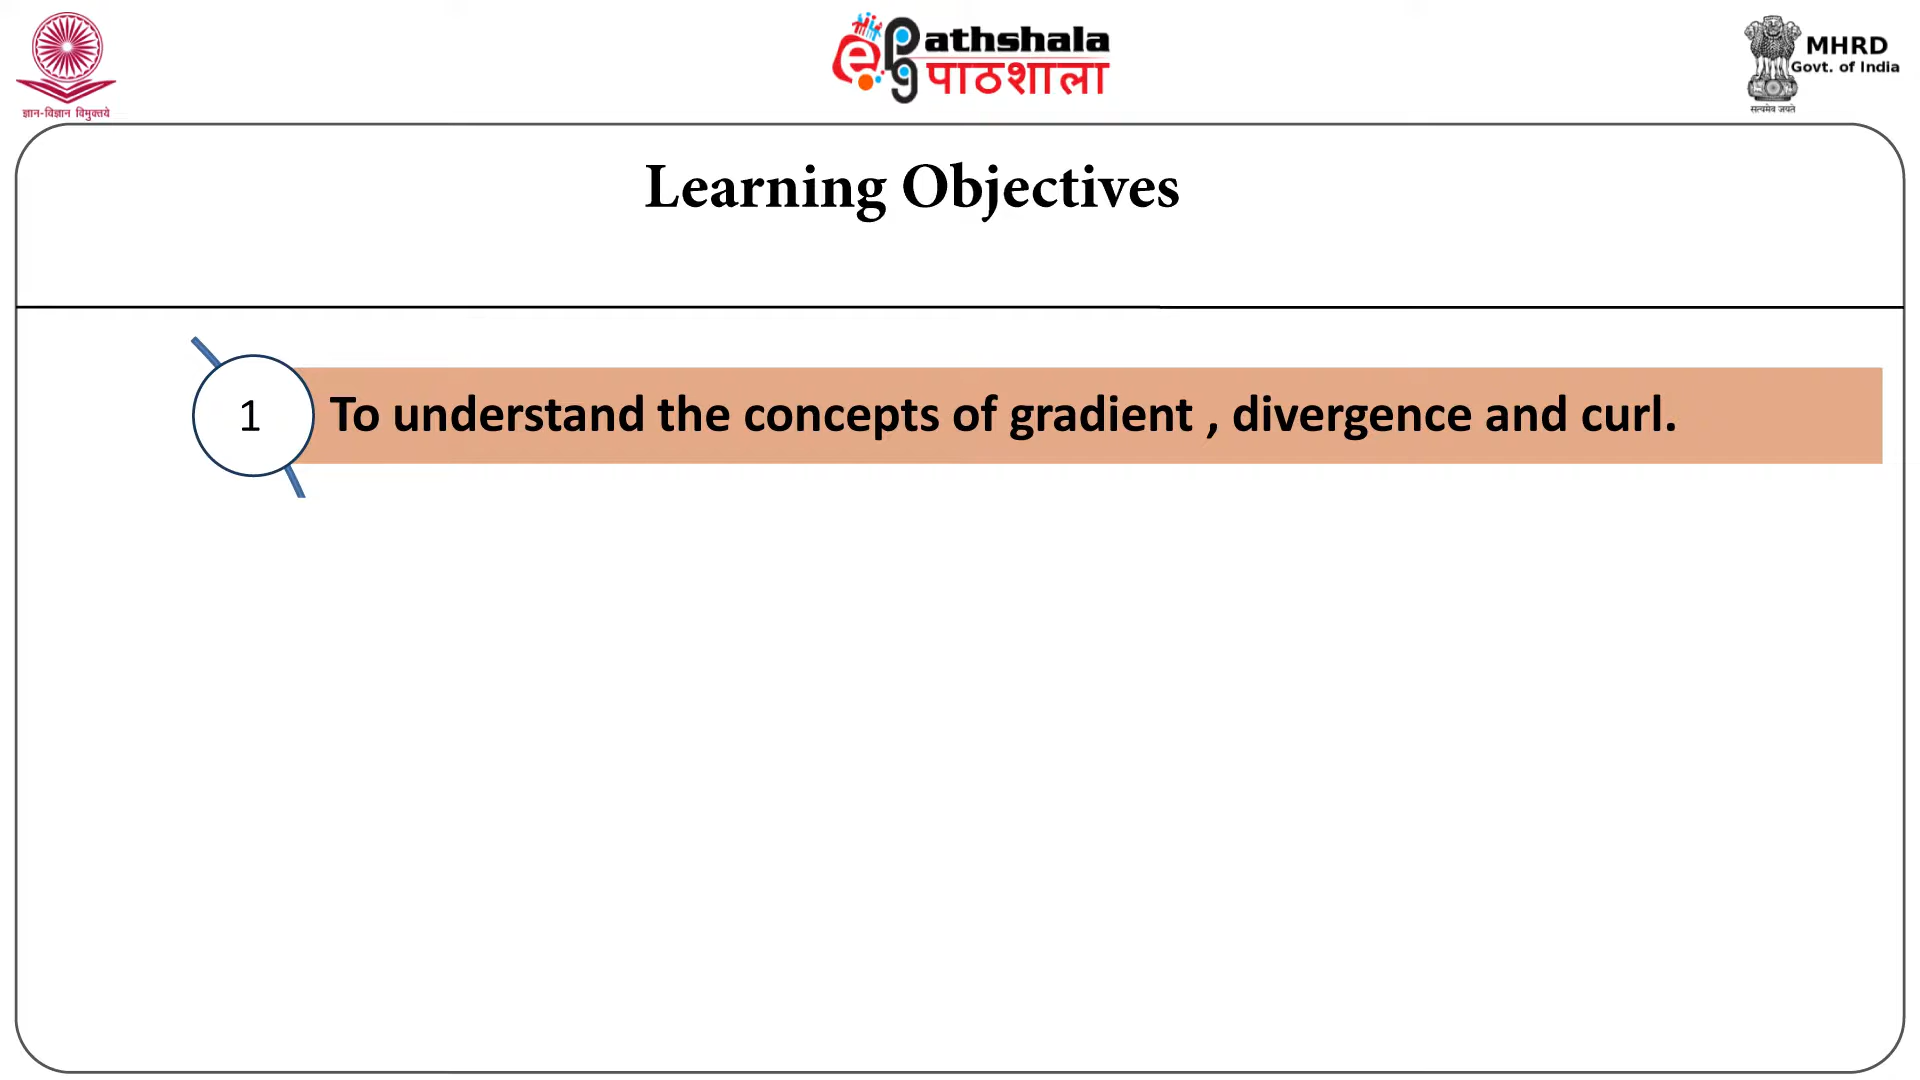 ज्ञान-विज्ञान विमुक्तये
e pg Pathshala
पाठशाला
MHRD
Govt. of India
सत्यमेव जयते
Learning Objectives
1 To understand the concepts of gradient , divergence and curl.